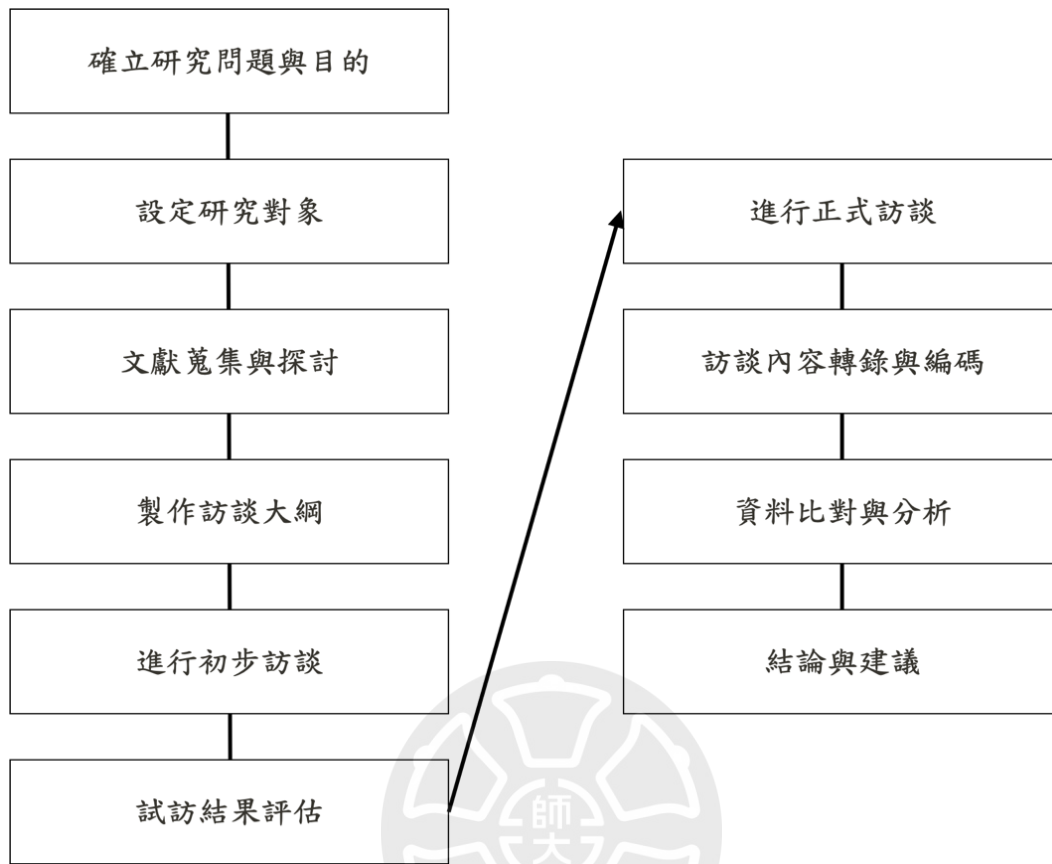 確立研究問題與目的
設定研究對象
文獻蒐集與探討
製作訪談大綱
進行初步訪談
試訪結果評估
進行正式訪談
訪談內容轉錄與編碼
資料比對與分析
結論與建議
師大